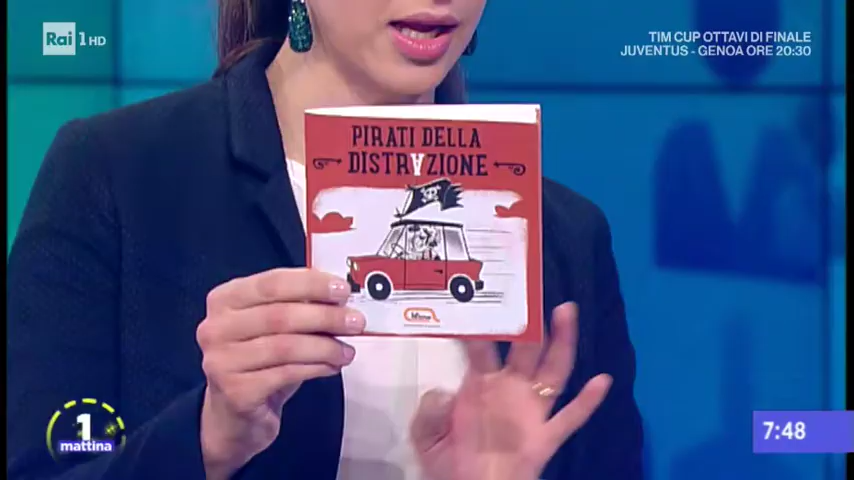 Rai 1 HD
TIM CUP OTTAVI DI FINALE
JUVENTUS - GENOA ORE 20:30
PIRATI DELLA
DISTRAZIONE
1
mattina
7:48